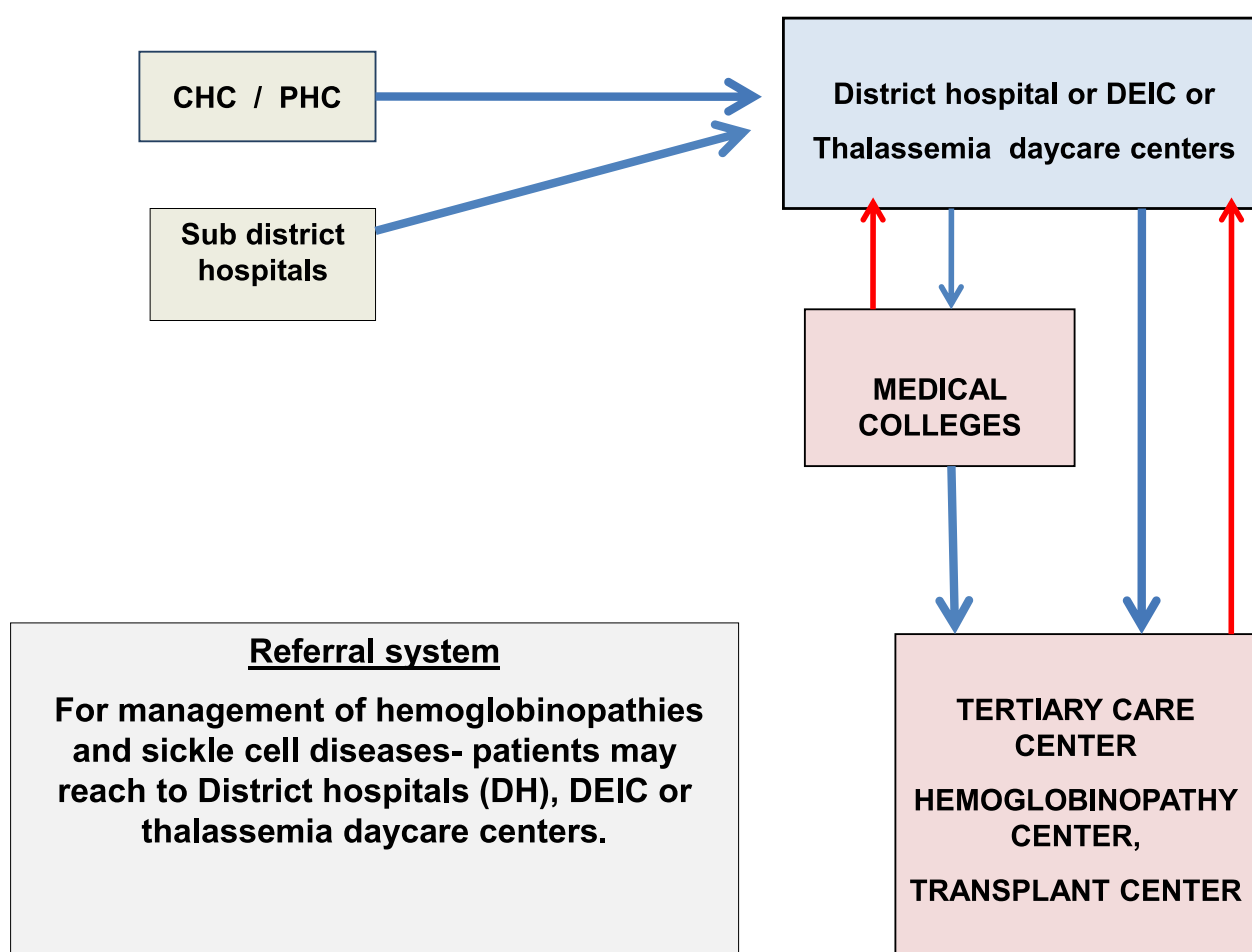 CHC / PHC
District hospital or DEIC or
Thalassemia daycare centers
Sub district
hospitals
MEDICAL
COLLEGES
Referral system
For management of hemoglobinopathies
and sickle cell diseases- patients may
reach to District hospitals (DH), DEIC or
thalassemia daycare centers.
TERTIARY CARE
CENTER
HEMOGLOBINOPATHY
CENTER,
TRANSPLANT CENTER